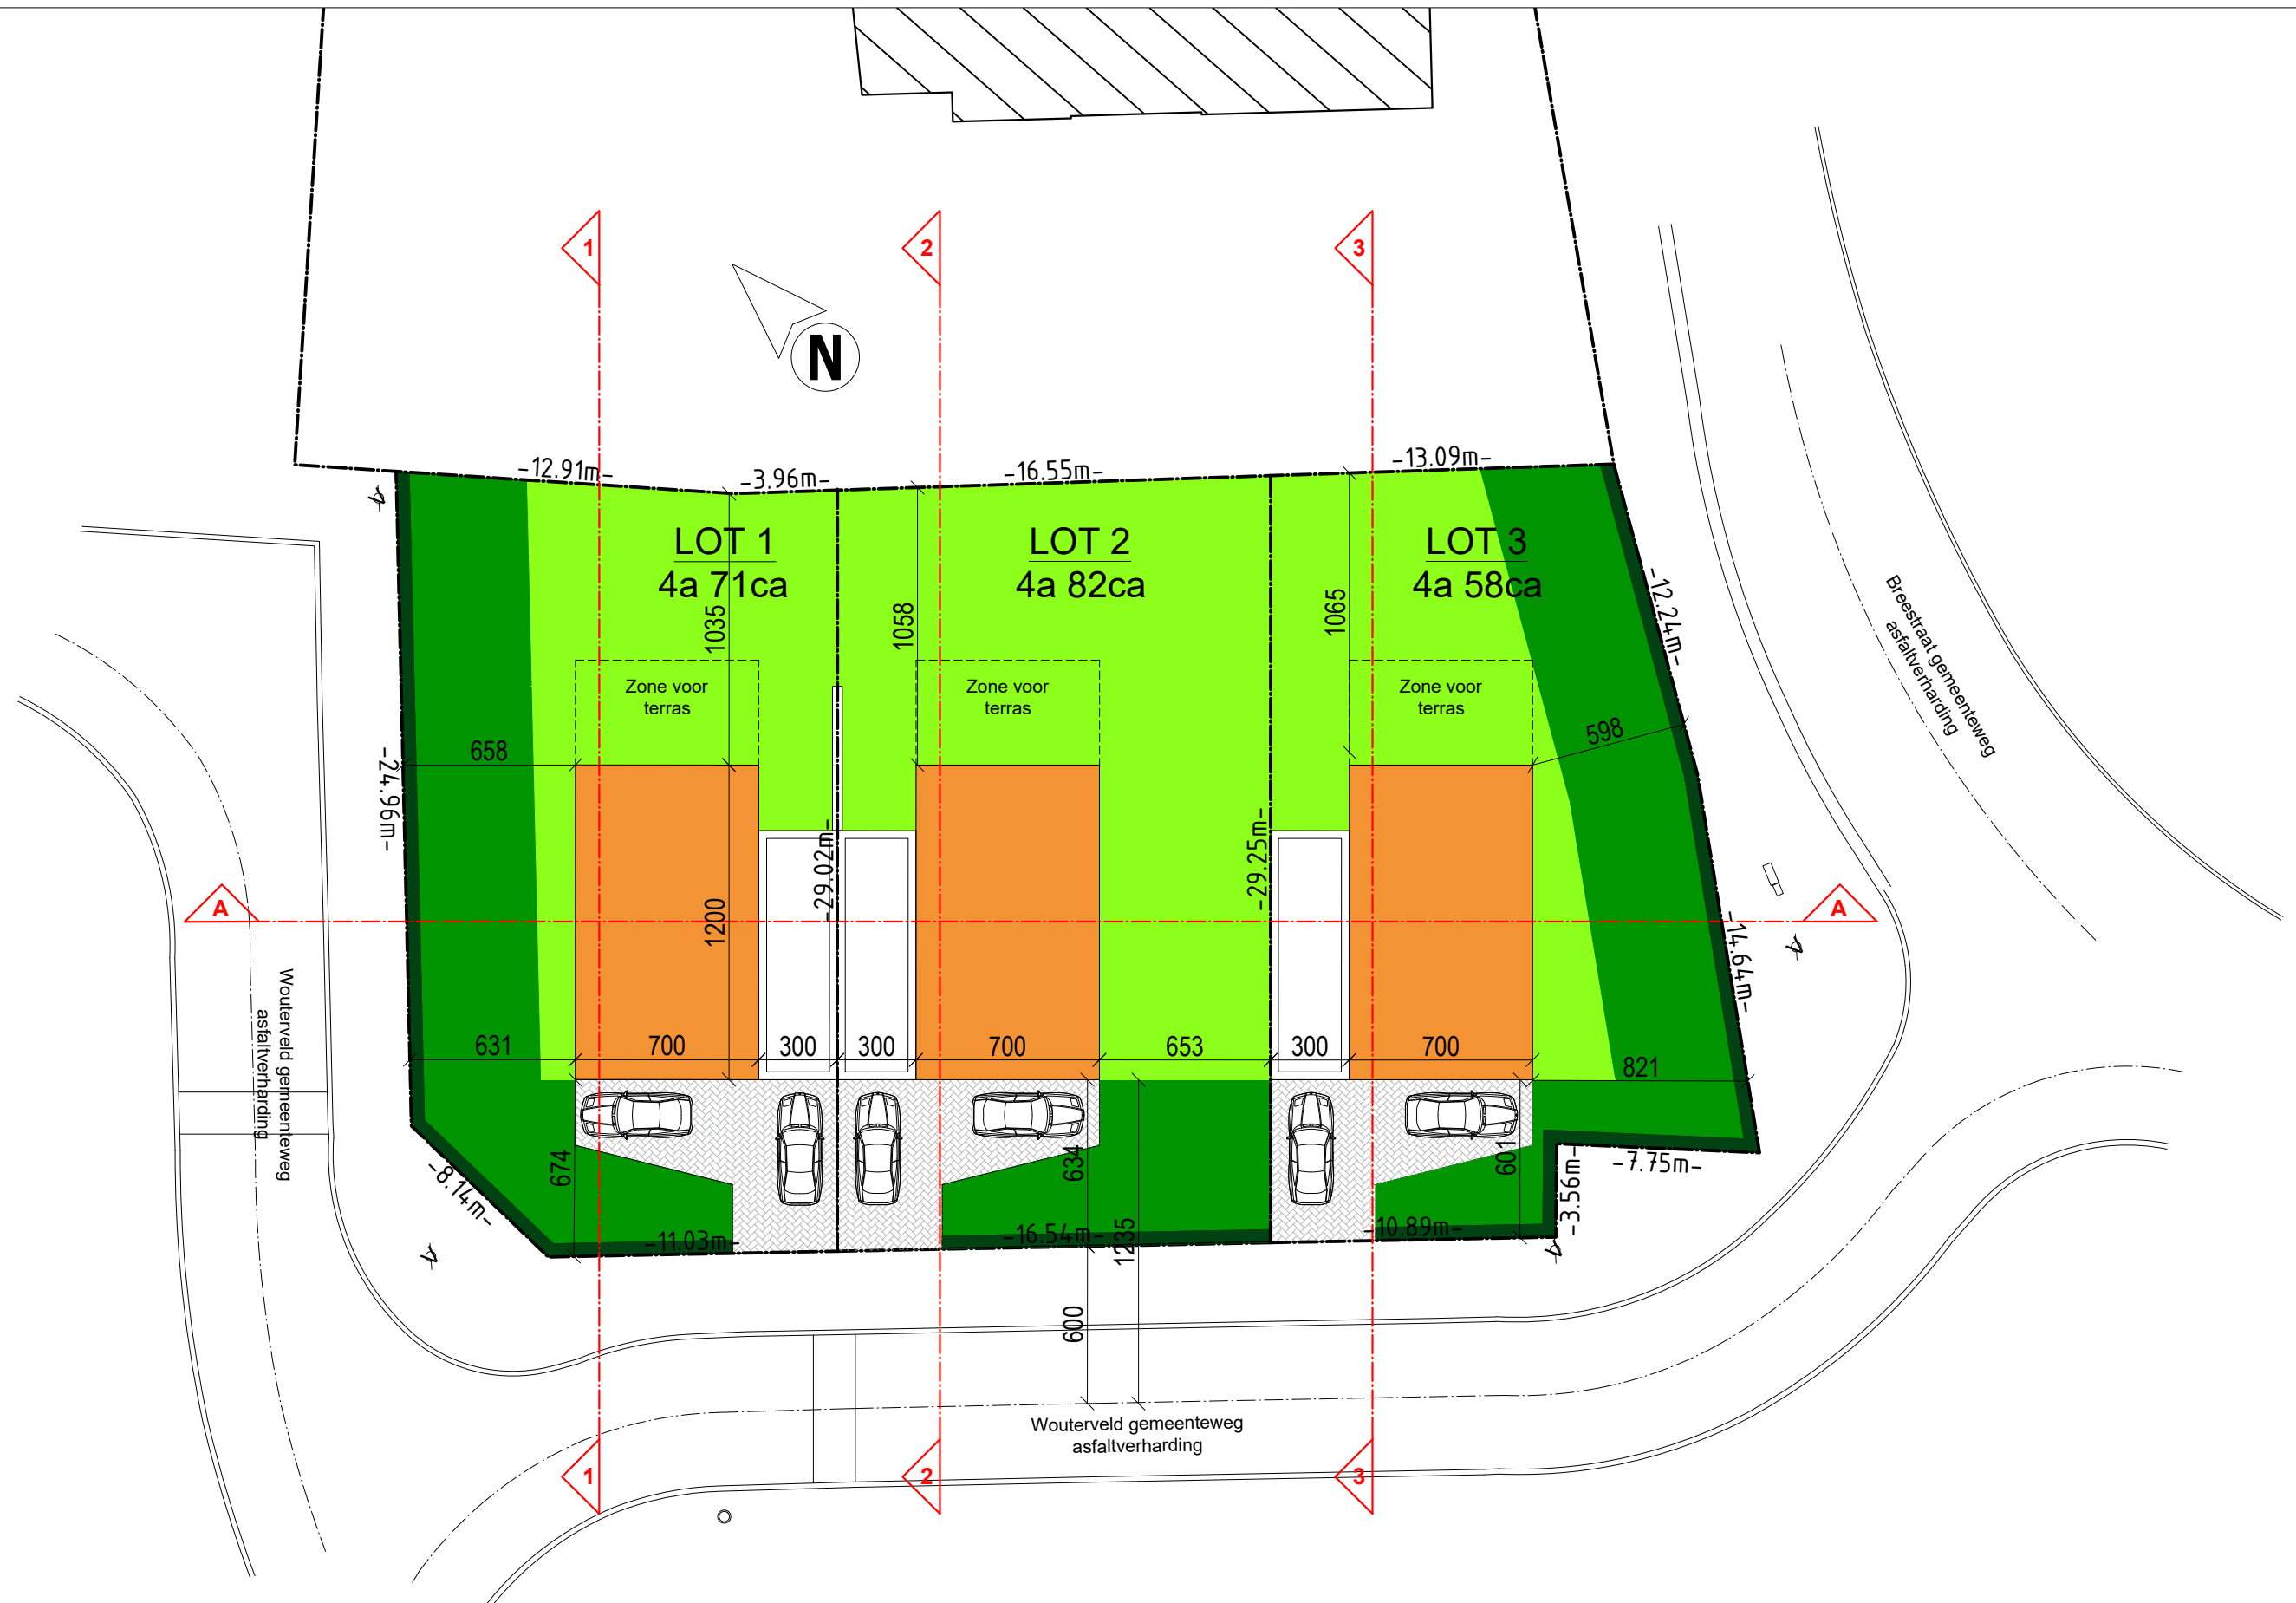 1
2
3
N
-12.91m-
-3.96m-
-16.55m-
-13.09m-
LOT 1
4a 71ca
LOT 2
4a 82ca
LOT 3
4a 58ca
1035
1058
1065
-12.24m-
Breestraat gemeenteweg
asfaltverharding
Zone voor
terras
Zone voor
terras
Zone voor
terras
658
598
-24.96m-
-29.02m-
-29.25m-
1200
A
A
-14.64m-
Wouterveld gemeenteweg
asfaltverharding
631
700
300
300
700
653
300
700
821
674
634
601
-8.14m-
-7.75m-
-3.56m-
-11.03m-
-16.54m-
1235
-10.89m-
600
Wouterveld gemeenteweg
asfaltverharding
1
2
3